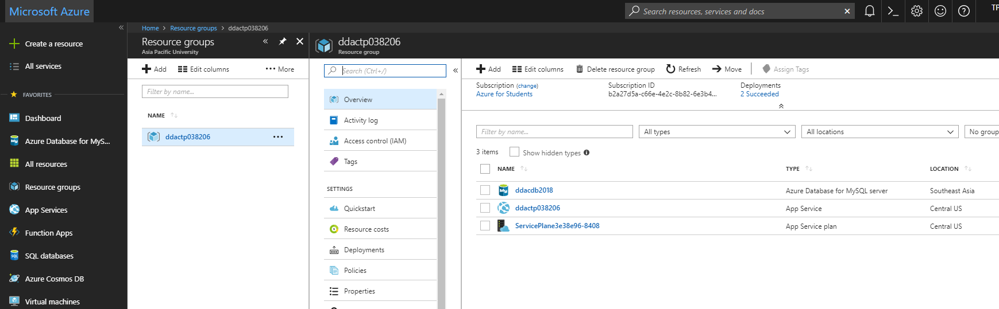 Microsoft Azure
Search resources, services and docs
TP
Create a resource
All services
FAVORITES
Dashboard
Azure Database for MyS...
All resources
Resource groups
App Services
Function Apps
SQL databases
Azure Cosmos DB
Virtual machines
Home > Resource groups > ddactp038206
Resource groups
Asia Pacific University
Add Edit columns More
Filter by name...
NAME
ddactp038206
ddactp038206
Resource group
Search (Ctrl+/)
Overview
Activity log
Access control (IAM)
Tags
SETTINGS
Quickstart
Resource costs
Deployments
Policies
Properties
Add Edit columns Delete resource group Refresh Move Assign Tags
Subscription (change) Subscription ID Deployments
Azure for Students b2a27d5a-c66e-4e2c-8b82-6e3b4... 2 Succeeded
Filter by name... All types All locations No group
3 items Show hidden types
NAME TYPE LOCATION
ddacdb2018 Azure Database for MySQL server Southeast Asia
ddactp038206 App Service Central US
ServicePlane3e38e96-8408 App Service plan Central US